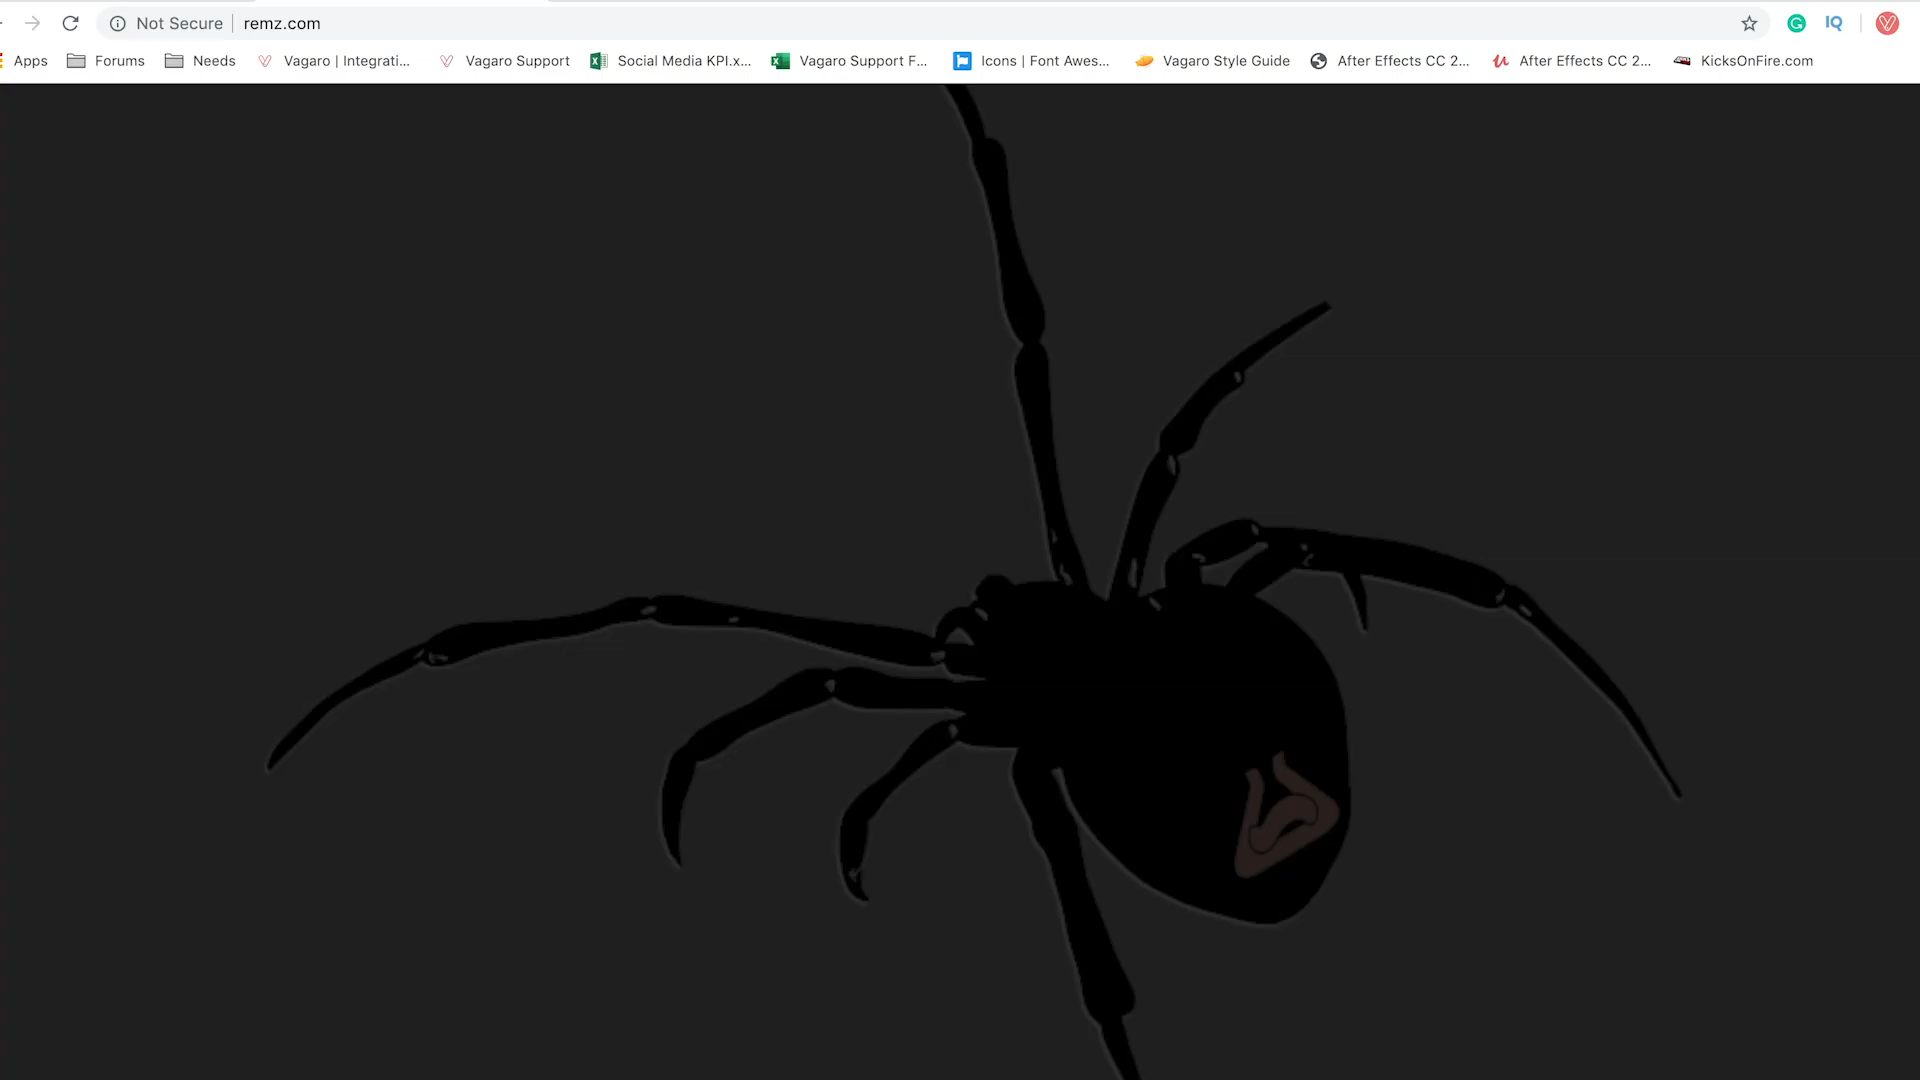 Not Secure remz.com IQ
Apps Forums Needs Vagaro | Integrati... Vagaro Support Social Media KPI.x... Vagaro Support F... Icons | Font Awes... Vagaro Style Guide After Effects CC 2... After Effects CC 2... KicksOnFire.com